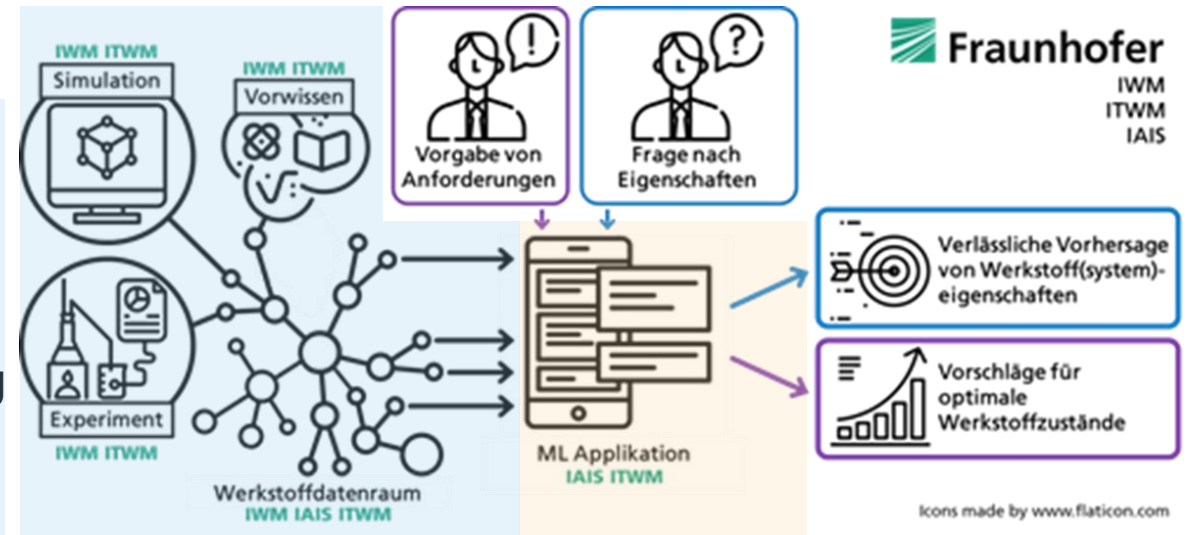 IWM ITWM
Simulation
IWM ITWM
Vorwissen
!
Vorgabe von
Anforderungen
?
Frage nach
Eigenschaften
Fraunhofer
IWM
ITWM
IAIS
Experiment
IWM ITWM
Werkstoffdatenraum
IWM IAIS ITWM
ML Applikation
IAIS ITWM
Verlässliche Vorhersage
von Werkstoff(system)-
eigenschaften
Vorschläge für
optimale
Werkstoffzustände
Icons made by www.flaticon.com